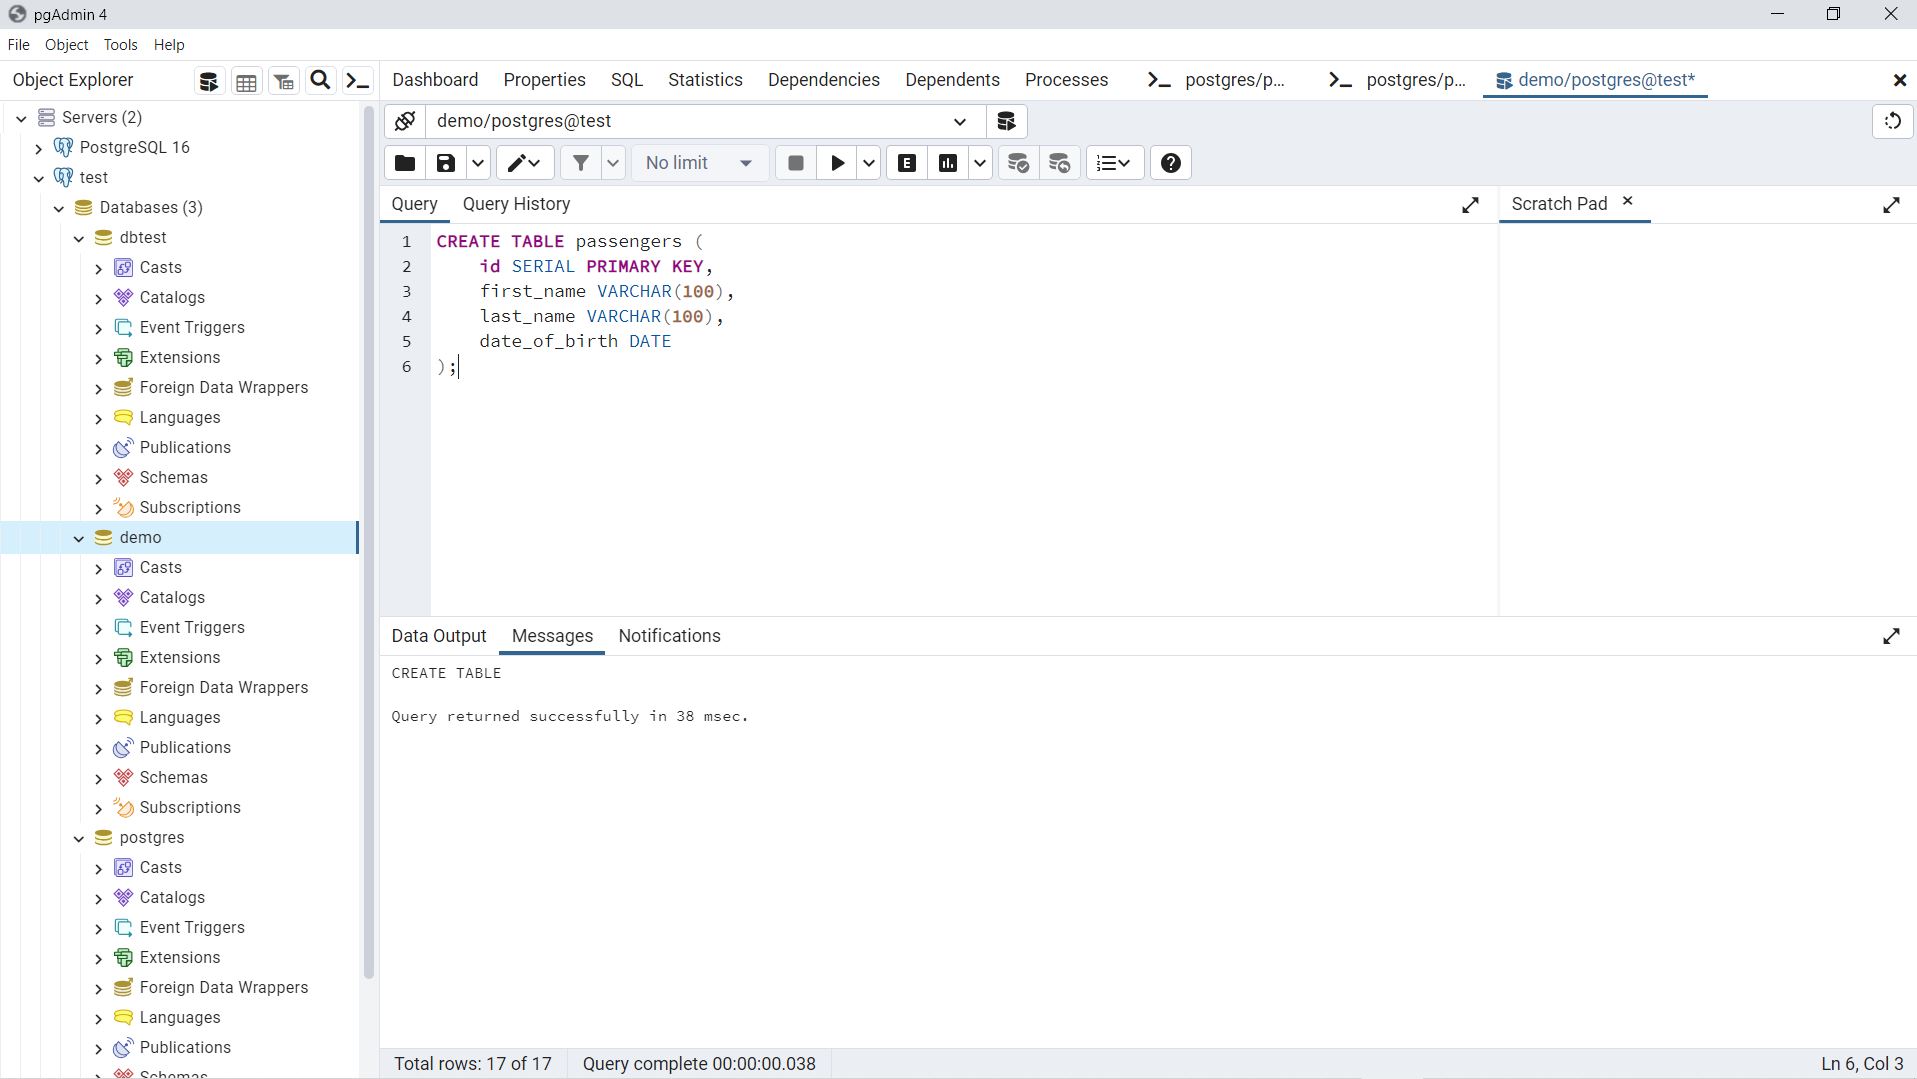 pgAdmin 4
File Object Tools Help
Object Explorer
Dashboard Properties SQL Statistics Dependencies Dependents Processes postgres/p... postgres/p... demo/postgres@test*
Servers (2)
PostgreSQL 16
test
Databases (3)
dbtest
Casts
Catalogs
Event Triggers
Extensions
Foreign Data Wrappers
Languages
Publications
Schemas
Subscriptions
demo
Casts
Catalogs
Event Triggers
Extensions
Foreign Data Wrappers
Languages
Publications
Schemas
Subscriptions
postgres
Casts
Catalogs
Event Triggers
Extensions
Foreign Data Wrappers
Languages
Publications
Schemas
demo/postgres@test
No limit
E
Query Query History
Scratch Pad
1 CREATE TABLE passengers (
2 id SERIAL PRIMARY KEY,
3 first_name VARCHAR(100),
4 last_name VARCHAR(100),
5 date_of_birth DATE
6 );
Data Output Messages Notifications
CREATE TABLE
Query returned successfully in 38 msec.
Total rows: 17 of 17 Query complete 00:00:00.038 Ln 6, Col 3